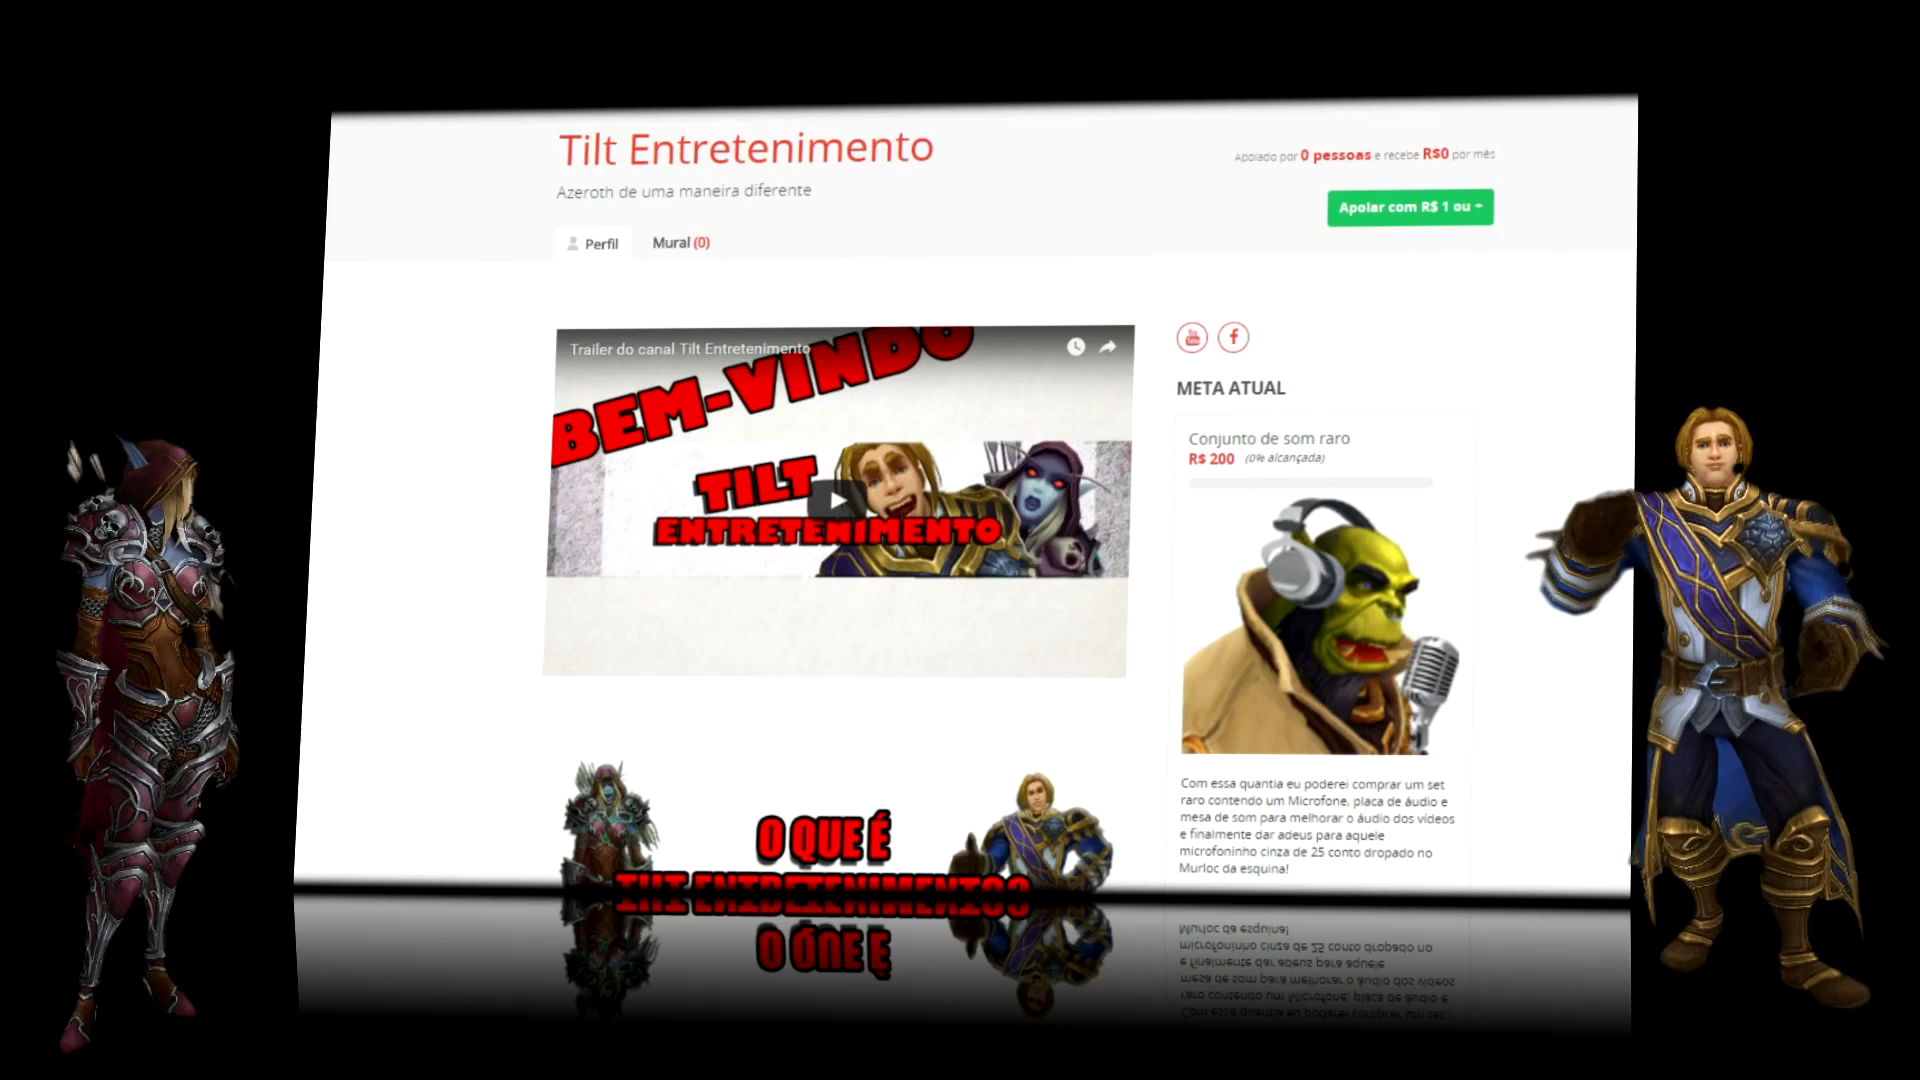 Tilt Entretenimento
Azeroth de uma maneira diferente
Apoiado por 0 pessoas e recebe R$0 por mês
Apoiar com R$ 1 ou +
Perfil
Mural (0)
Trailer do canal Tilt Entretenimento
BEM-VINDO
TILT
ENTRETENIMENTO
META ATUAL
Conjunto de som raro
R$ 200 (0% alcançada)
Com essa quantia eu poderei comprar um set
raro contendo um Microfone, placa de áudio e
mesa de som para melhorar o áudio dos vídeos
e finalmente dar adeus para aquele
microfoninho cinza de 25 conto dropado no
Murloc da esquina!
O QUE É
TILT ENTRETENIMENTO?